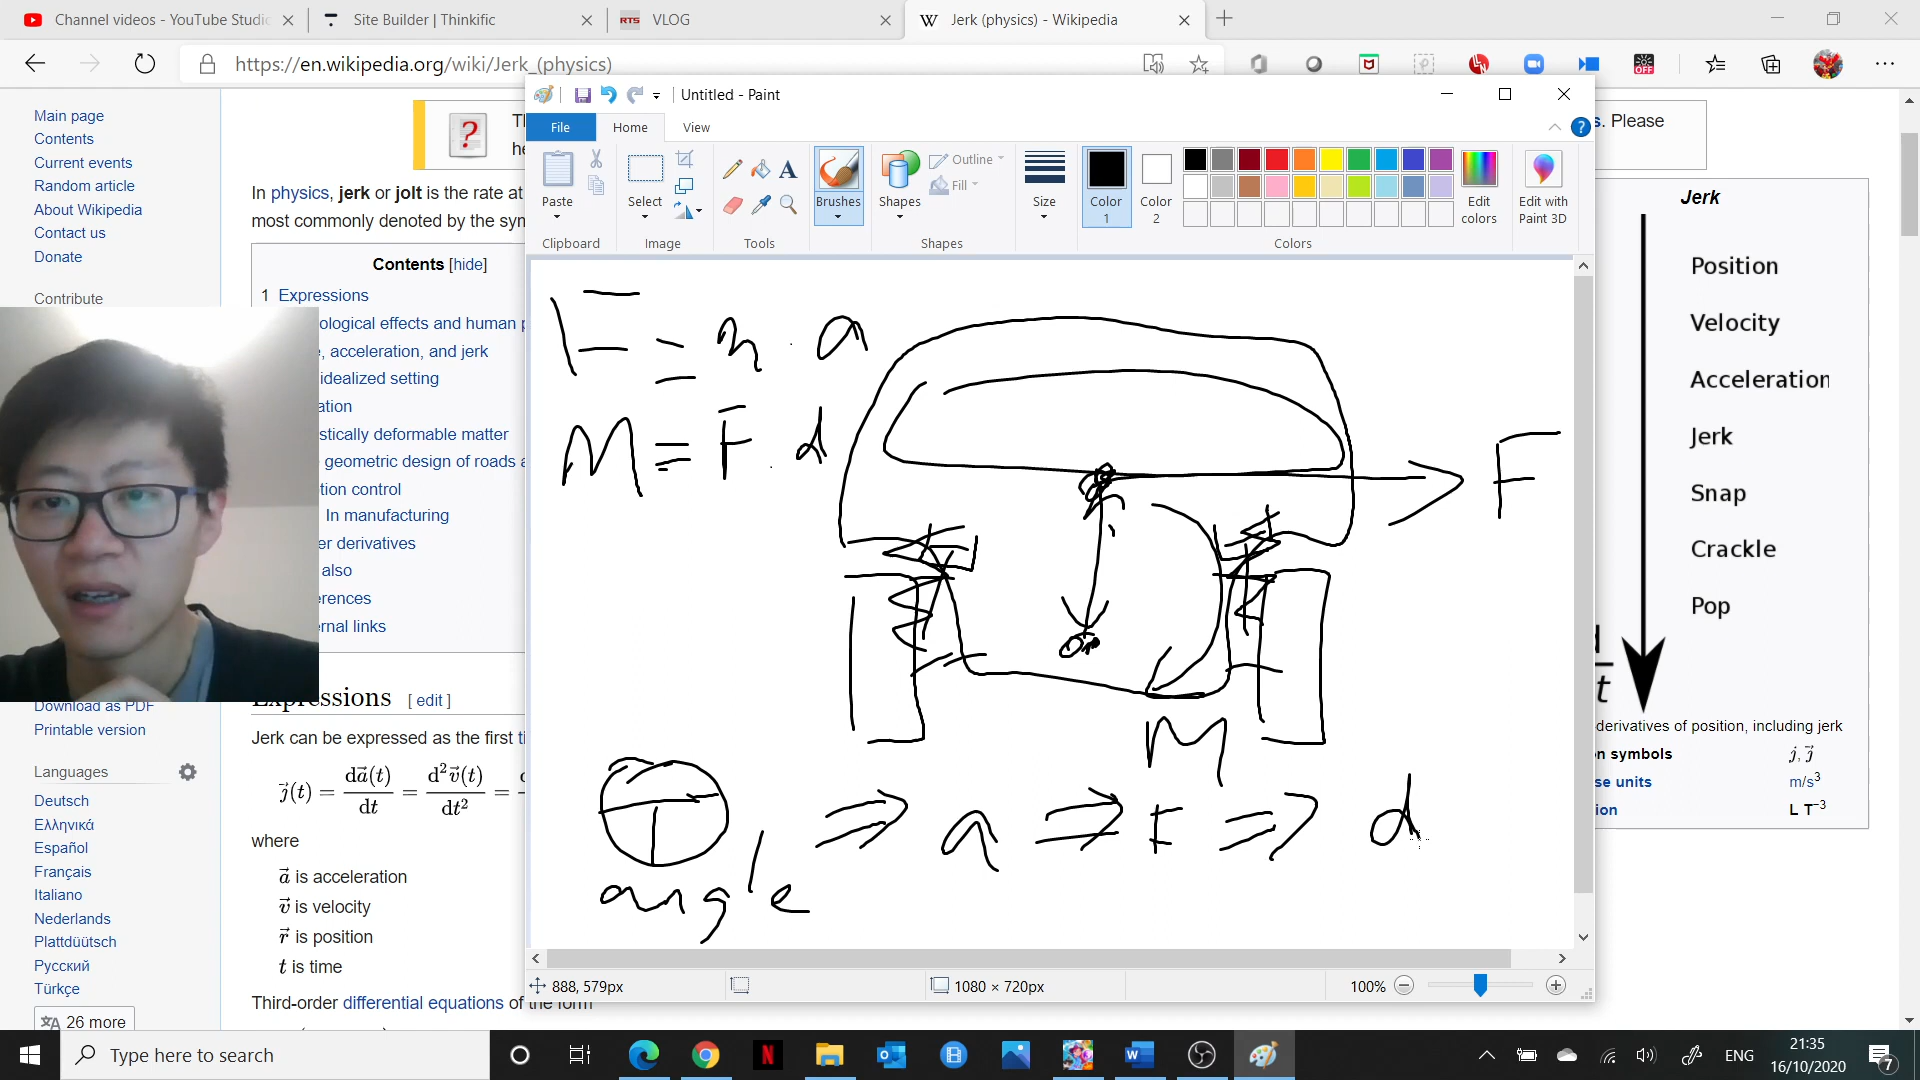 Channel videos - YouTube Studi
Site Builder | Thinkific
VLOG
Jerk (physics) - Wikipedia
https://en.wikipedia.org/wiki/Jerk_(physics)
Main page
Contents
Current events
Random article
About Wikipedia
Contact us
Donate
Contribute
Download as PDF
Printable version
Languages
Deutsch
Ελληνικά
Español
Français
Italiano
Nederlands
Plattdüütsch
Русский
Türkçe
26 more
In physics, jerk or jolt is the rate at
most commonly denoted by the sym
Contents [hide]
1 Expressions
ological effects and human p
, acceleration, and jerk
idealized setting
ation
stically deformable matter
geometric design of roads a
tion control
In manufacturing
er derivatives
also
erences
rnal links
Expressions [ edit ]
Jerk can be expressed as the first ti
j⃗(t) = da⃗(t)/dt = d²v⃗(t)/dt² =
where
a⃗ is acceleration
v⃗ is velocity
r⃗ is position
t is time
Third-order differential equations of the form
Untitled - Paint
File
Home
View
Paste
Select
Brushes
Shapes
Outline
Fill
Size
Color 1
Color 2
Edit colors
Edit with Paint 3D
Clipboard
Image
Tools
Shapes
Colors
F = m . a
M = F . d
F
M
angle
⇒ a ⇒ F ⇒ d
888, 579px
1080 × 720px
100%
s. Please
Jerk
Position
Velocity
Acceleration
Jerk
Snap
Crackle
Pop
-derivatives of position, including jerk
n symbols
j, j⃗
se units
m/s³
ion
L T⁻³
Type here to search
ENG
21:35
16/10/2020
7